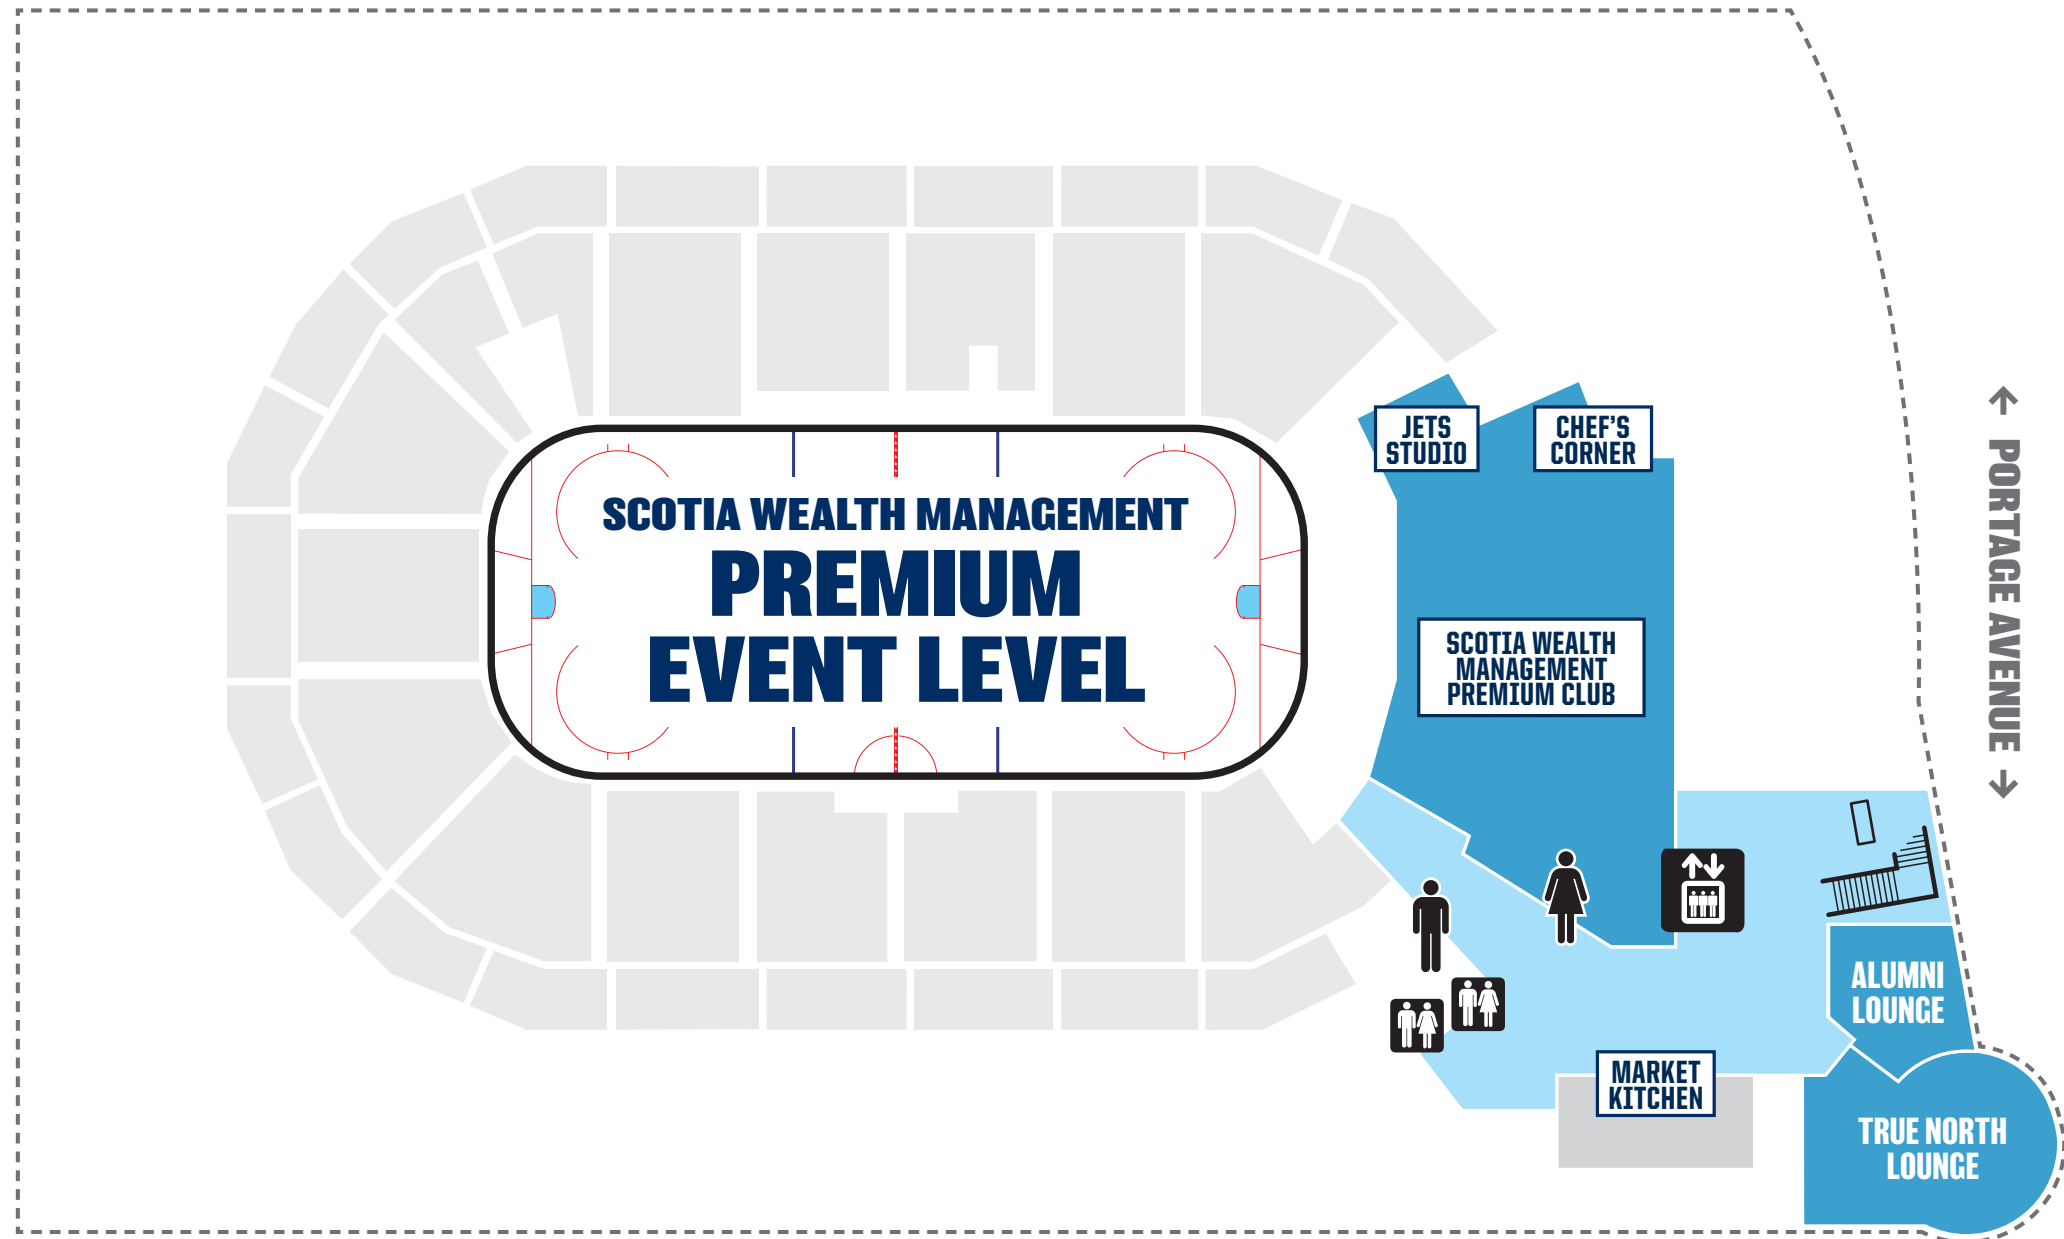 SCOTIA WEALTH MANAGEMENT
PREMIUM
EVENT LEVEL
JETS
STUDIO
CHEF'S
CORNER
SCOTIA WEALTH
MANAGEMENT
PREMIUM CLUB
← PORTAGE AVENUE →
ALUMNI
LOUNGE
MARKET
KITCHEN
TRUE NORTH
LOUNGE